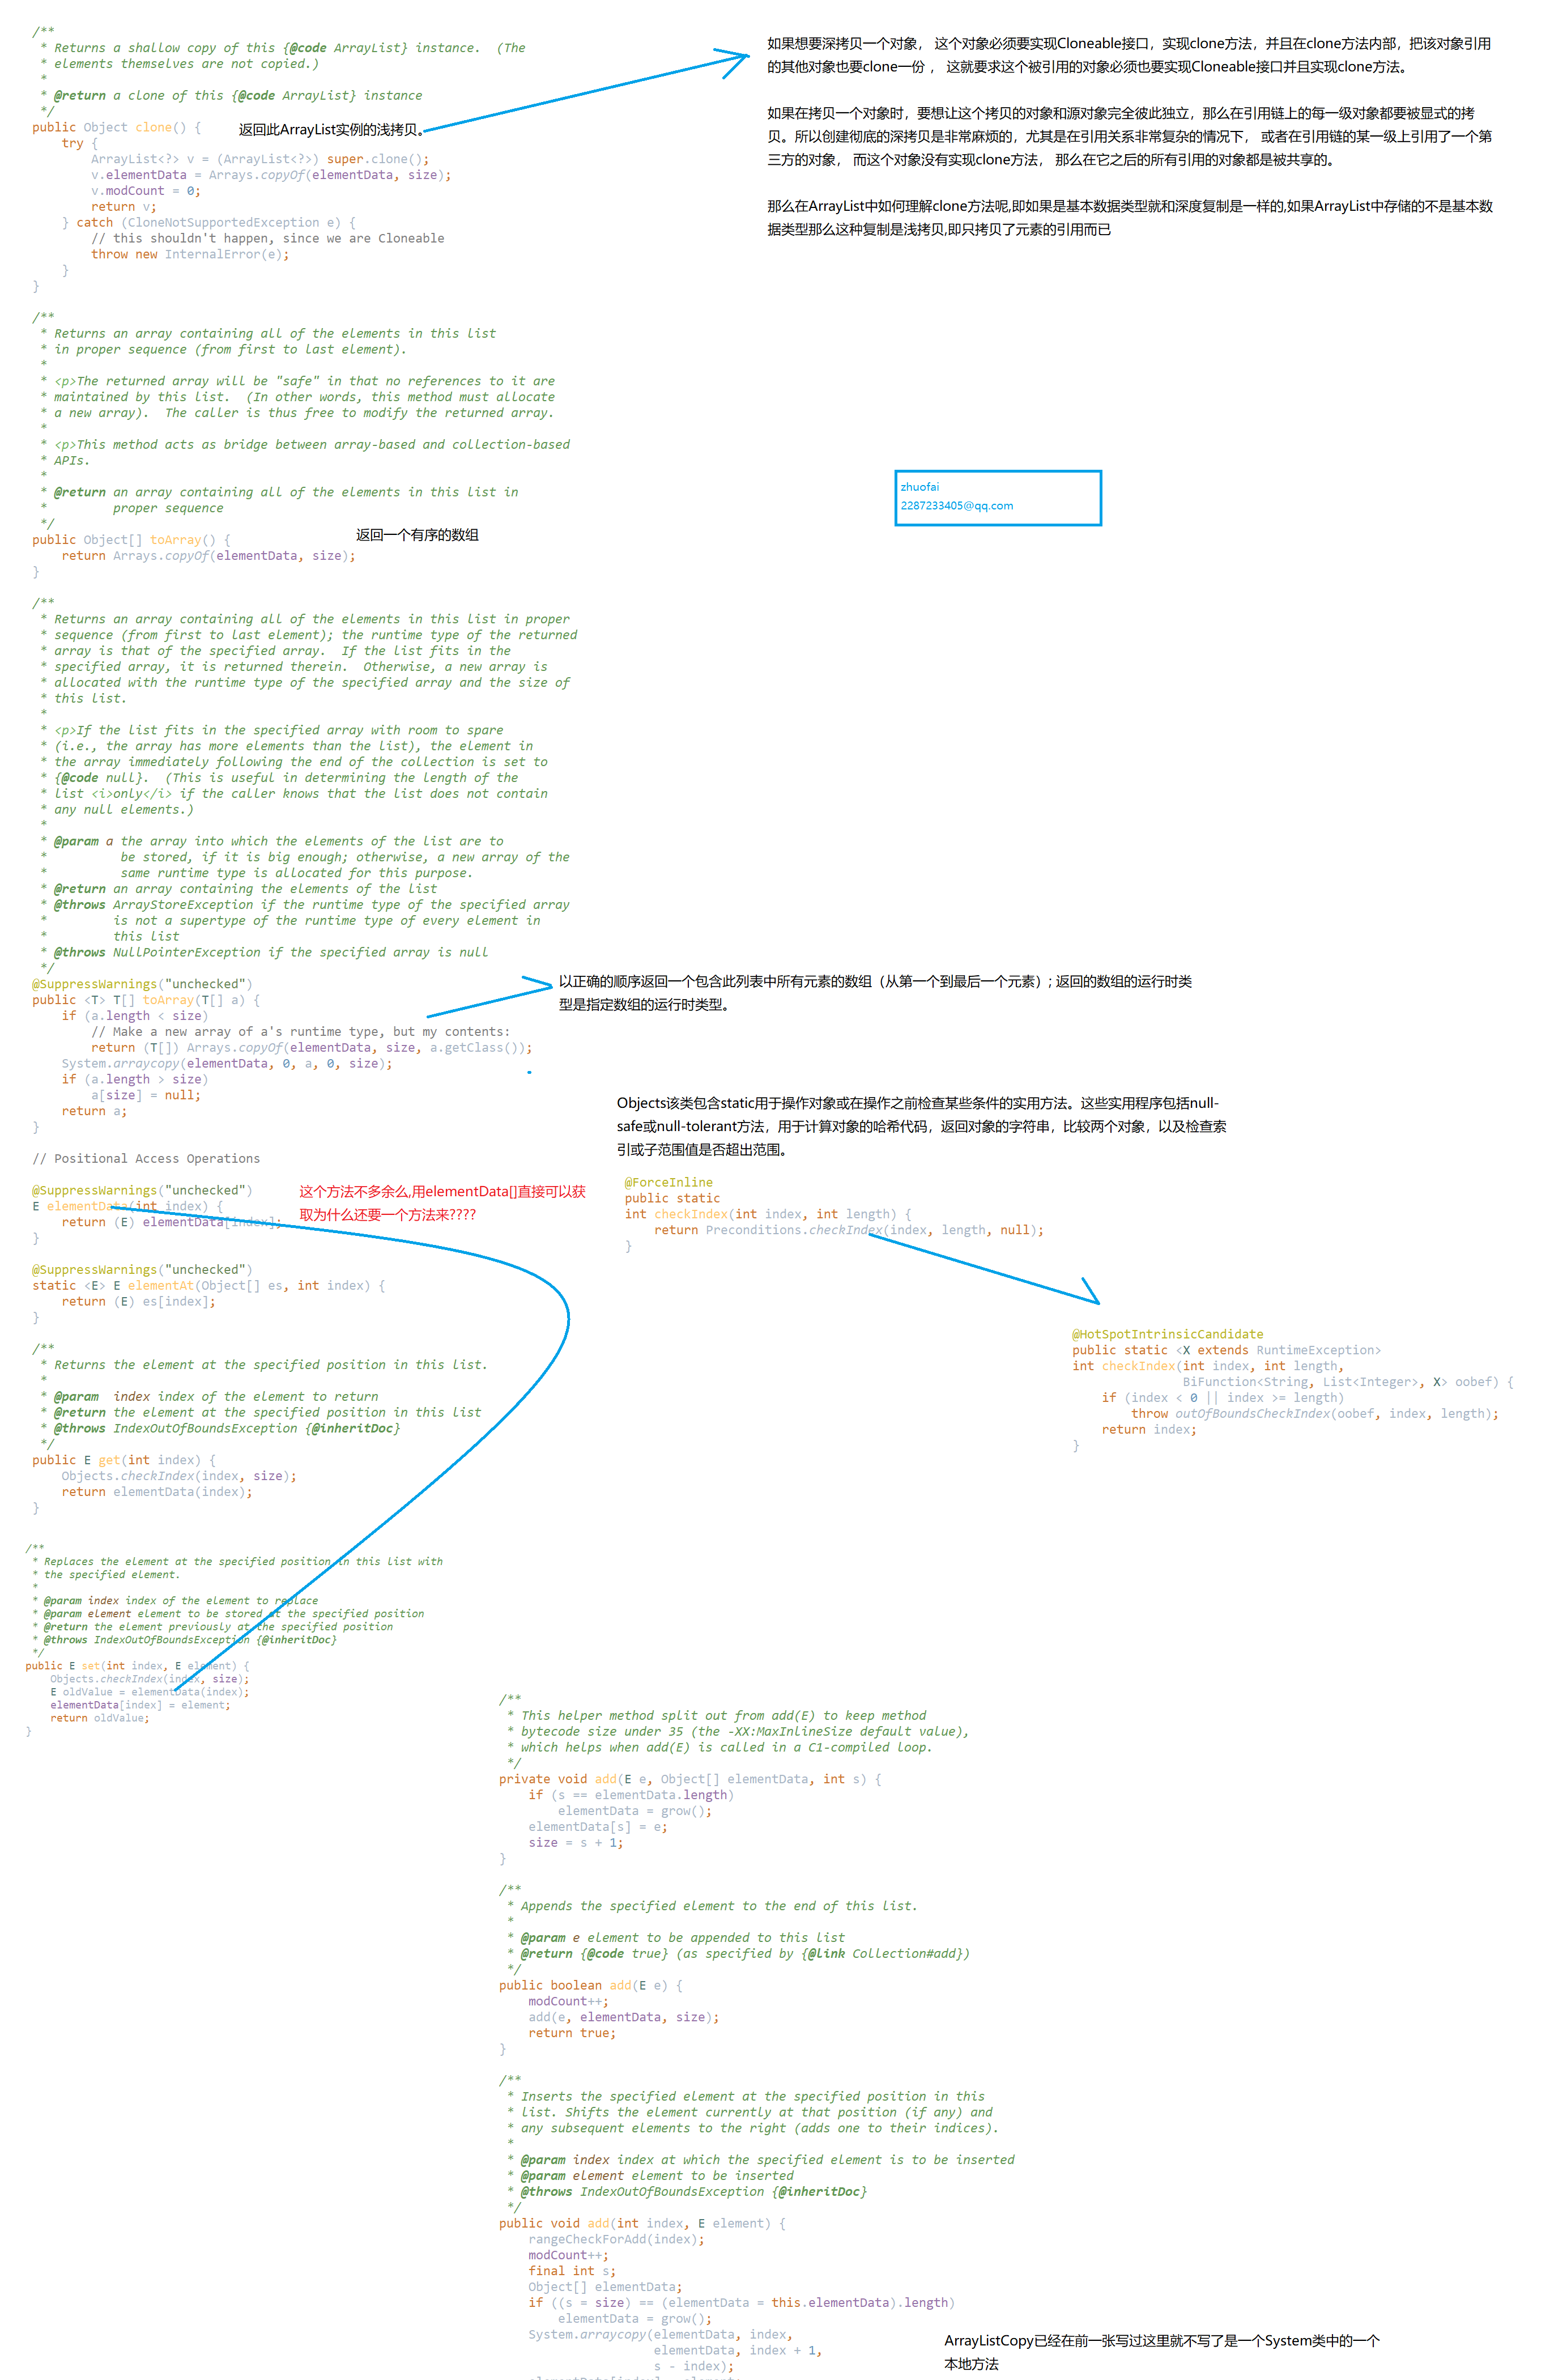 /**
 * Returns a shallow copy of this {@code ArrayList} instance.  (The
 * elements themselves are not copied.)
 *
 * @return a clone of this {@code ArrayList} instance
 */
public Object clone() {
返回此ArrayList实例的浅拷贝。
    try {
        ArrayList<?> v = (ArrayList<?>) super.clone();
        v.elementData = Arrays.copyOf(elementData, size);
        v.modCount = 0;
        return v;
    } catch (CloneNotSupportedException e) {
        // this shouldn't happen, since we are Cloneable
        throw new InternalError(e);
    }
}
如果想要深拷贝一个对象， 这个对象必须要实现Cloneable接口，实现clone方法，并且在clone方法内部，把该对象引用
的其他对象也要clone一份 ， 这就要求这个被引用的对象必须也要实现Cloneable接口并且实现clone方法。
如果在拷贝一个对象时，要想让这个拷贝的对象和源对象完全彼此独立，那么在引用链上的每一级对象都要被显式的拷
贝。所以创建彻底的深拷贝是非常麻烦的，尤其是在引用关系非常复杂的情况下， 或者在引用链的某一级上引用了一个第
三方的对象， 而这个对象没有实现clone方法， 那么在它之后的所有引用的对象都是被共享的。
那么在ArrayList中如何理解clone方法呢,即如果是基本数据类型就和深度复制是一样的,如果ArrayList中存储的不是基本数
据类型那么这种复制是浅拷贝,即只拷贝了元素的引用而已
/**
 * Returns an array containing all of the elements in this list
 * in proper sequence (from first to last element).
 *
 * <p>The returned array will be "safe" in that no references to it are
 * maintained by this list.  (In other words, this method must allocate
 * a new array).  The caller is thus free to modify the returned array.
 *
 * <p>This method acts as bridge between array-based and collection-based
 * APIs.
 *
 * @return an array containing all of the elements in this list in
 *         proper sequence
 */
public Object[] toArray() {
返回一个有序的数组
    return Arrays.copyOf(elementData, size);
}
zhuofai
2287233405@qq.com
/**
 * Returns an array containing all of the elements in this list in proper
 * sequence (from first to last element); the runtime type of the returned
 * array is that of the specified array.  If the list fits in the
 * specified array, it is returned therein.  Otherwise, a new array is
 * allocated with the runtime type of the specified array and the size of
 * this list.
 *
 * <p>If the list fits in the specified array with room to spare
 * (i.e., the array has more elements than the list), the element in
 * the array immediately following the end of the collection is set to
 * {@code null}.  (This is useful in determining the length of the
 * list <i>only</i> if the caller knows that the list does not contain
 * any null elements.)
 *
 * @param a the array into which the elements of the list are to
 *          be stored, if it is big enough; otherwise, a new array of the
 *          same runtime type is allocated for this purpose.
 * @return an array containing the elements of the list
 * @throws ArrayStoreException if the runtime type of the specified array
 *         is not a supertype of the runtime type of every element in
 *         this list
 * @throws NullPointerException if the specified array is null
 */
@SuppressWarnings("unchecked")
public <T> T[] toArray(T[] a) {
    if (a.length < size)
        // Make a new array of a's runtime type, but my contents:
        return (T[]) Arrays.copyOf(elementData, size, a.getClass());
    System.arraycopy(elementData, 0, a, 0, size);
    if (a.length > size)
        a[size] = null;
    return a;
}
以正确的顺序返回一个包含此列表中所有元素的数组（从第一个到最后一个元素）; 返回的数组的运行时类
型是指定数组的运行时类型。
Objects该类包含static用于操作对象或在操作之前检查某些条件的实用方法。这些实用程序包括null-
safe或null-tolerant方法，用于计算对象的哈希代码，返回对象的字符串，比较两个对象，以及检查索
引或子范围值是否超出范围。
// Positional Access Operations
@SuppressWarnings("unchecked")
E elementData(int index) {
    return (E) elementData[index];
}
这个方法不多余么,用elementData[]直接可以获
取为什么还要一个方法来????
@ForceInline
public static
int checkIndex(int index, int length) {
    return Preconditions.checkIndex(index, length, null);
}
@SuppressWarnings("unchecked")
static <E> E elementAt(Object[] es, int index) {
    return (E) es[index];
}
@HotSpotIntrinsicCandidate
public static <X extends RuntimeException>
int checkIndex(int index, int length,
               BiFunction<String, List<Integer>, X> oobef) {
    if (index < 0 || index >= length)
        throw outOfBoundsCheckIndex(oobef, index, length);
    return index;
}
/**
 * Returns the element at the specified position in this list.
 *
 * @param  index index of the element to return
 * @return the element at the specified position in this list
 * @throws IndexOutOfBoundsException {@inheritDoc}
 */
public E get(int index) {
    Objects.checkIndex(index, size);
    return elementData(index);
}
/**
 * Replaces the element at the specified position in this list with
 * the specified element.
 *
 * @param index index of the element to replace
 * @param element element to be stored at the specified position
 * @return the element previously at the specified position
 * @throws IndexOutOfBoundsException {@inheritDoc}
 */
public E set(int index, E element) {
    Objects.checkIndex(index, size);
    E oldValue = elementData(index);
    elementData[index] = element;
    return oldValue;
}
/**
 * This helper method split out from add(E) to keep method
 * bytecode size under 35 (the -XX:MaxInlineSize default value),
 * which helps when add(E) is called in a C1-compiled loop.
 */
private void add(E e, Object[] elementData, int s) {
    if (s == elementData.length)
        elementData = grow();
    elementData[s] = e;
    size = s + 1;
}
/**
 * Appends the specified element to the end of this list.
 *
 * @param e element to be appended to this list
 * @return {@code true} (as specified by {@link Collection#add})
 */
public boolean add(E e) {
    modCount++;
    add(e, elementData, size);
    return true;
}
/**
 * Inserts the specified element at the specified position in this
 * list. Shifts the element currently at that position (if any) and
 * any subsequent elements to the right (adds one to their indices).
 *
 * @param index index at which the specified element is to be inserted
 * @param element element to be inserted
 * @throws IndexOutOfBoundsException {@inheritDoc}
 */
public void add(int index, E element) {
    rangeCheckForAdd(index);
    modCount++;
    final int s;
    Object[] elementData;
    if ((s = size) == (elementData = this.elementData).length)
        elementData = grow();
    System.arraycopy(elementData, index,
                     elementData, index + 1,
                     s - index);
ArrayListCopy已经在前一张写过这里就不写了是一个System类中的一个
本地方法